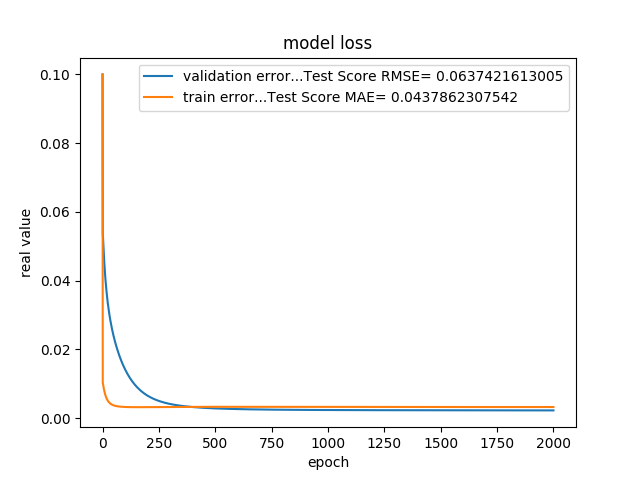 model loss
validation error...Test Score RMSE= 0.0637421613005
train error...Test Score MAE= 0.0437862307542
real value
0.10
0.08
0.06
0.04
0.02
0.00
0 250 500 750 1000 1250 1500 1750 2000
epoch